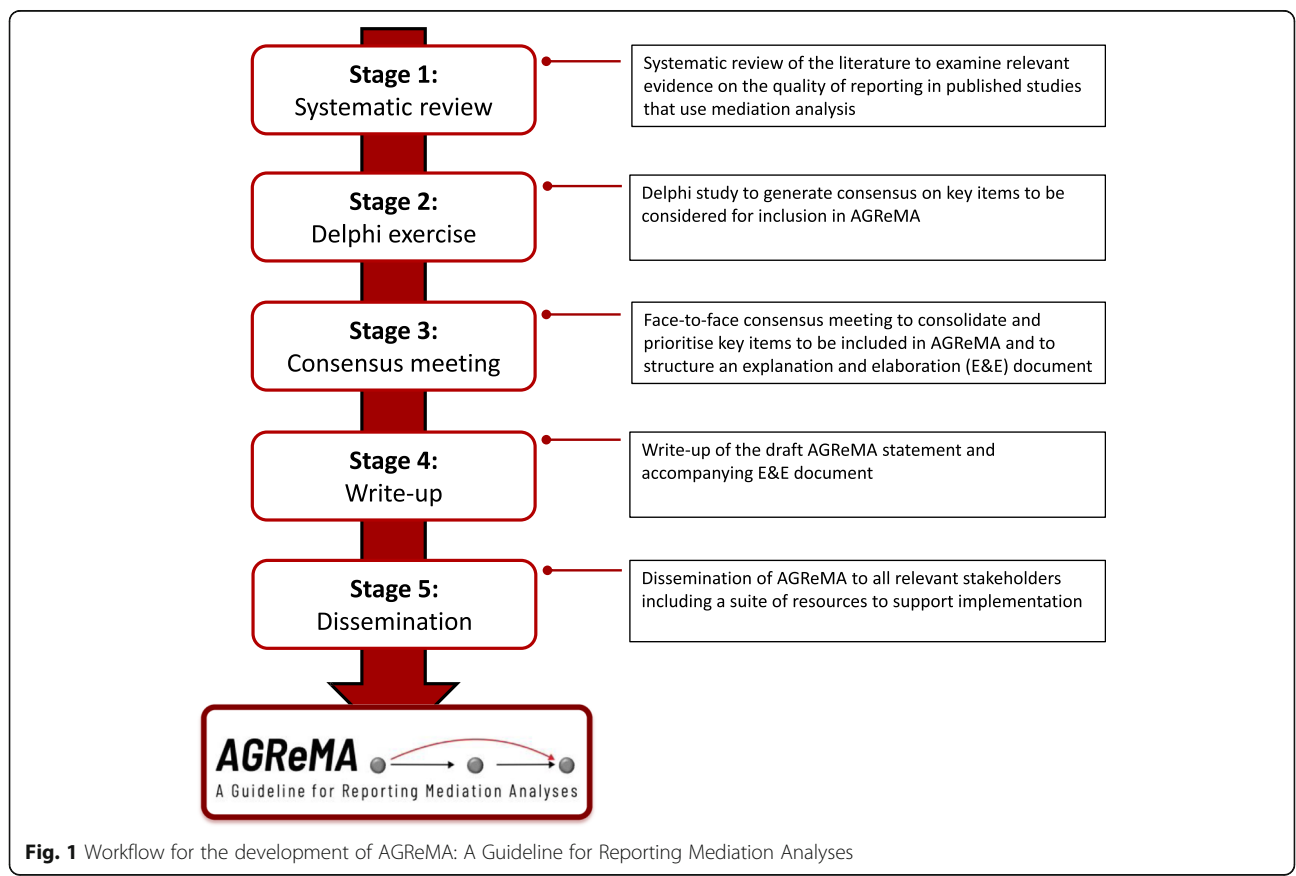 Stage 1:
Systematic review
Systematic review of the literature to examine relevant
evidence on the quality of reporting in published studies
that use mediation analysis
Stage 2:
Delphi exercise
Delphi study to generate consensus on key items to be
considered for inclusion in AGReMA
Stage 3:
Consensus meeting
Face-to-face consensus meeting to consolidate and
prioritise key items to be included in AGReMA and to
structure an explanation and elaboration (E&E) document
Stage 4:
Write-up
Write-up of the draft AGReMA statement and
accompanying E&E document
Stage 5:
Dissemination
Dissemination of AGReMA to all relevant stakeholders
including a suite of resources to support implementation
AGReMA
A Guideline for Reporting Mediation Analyses
Fig. 1 Workflow for the development of AGReMA: A Guideline for Reporting Mediation Analyses